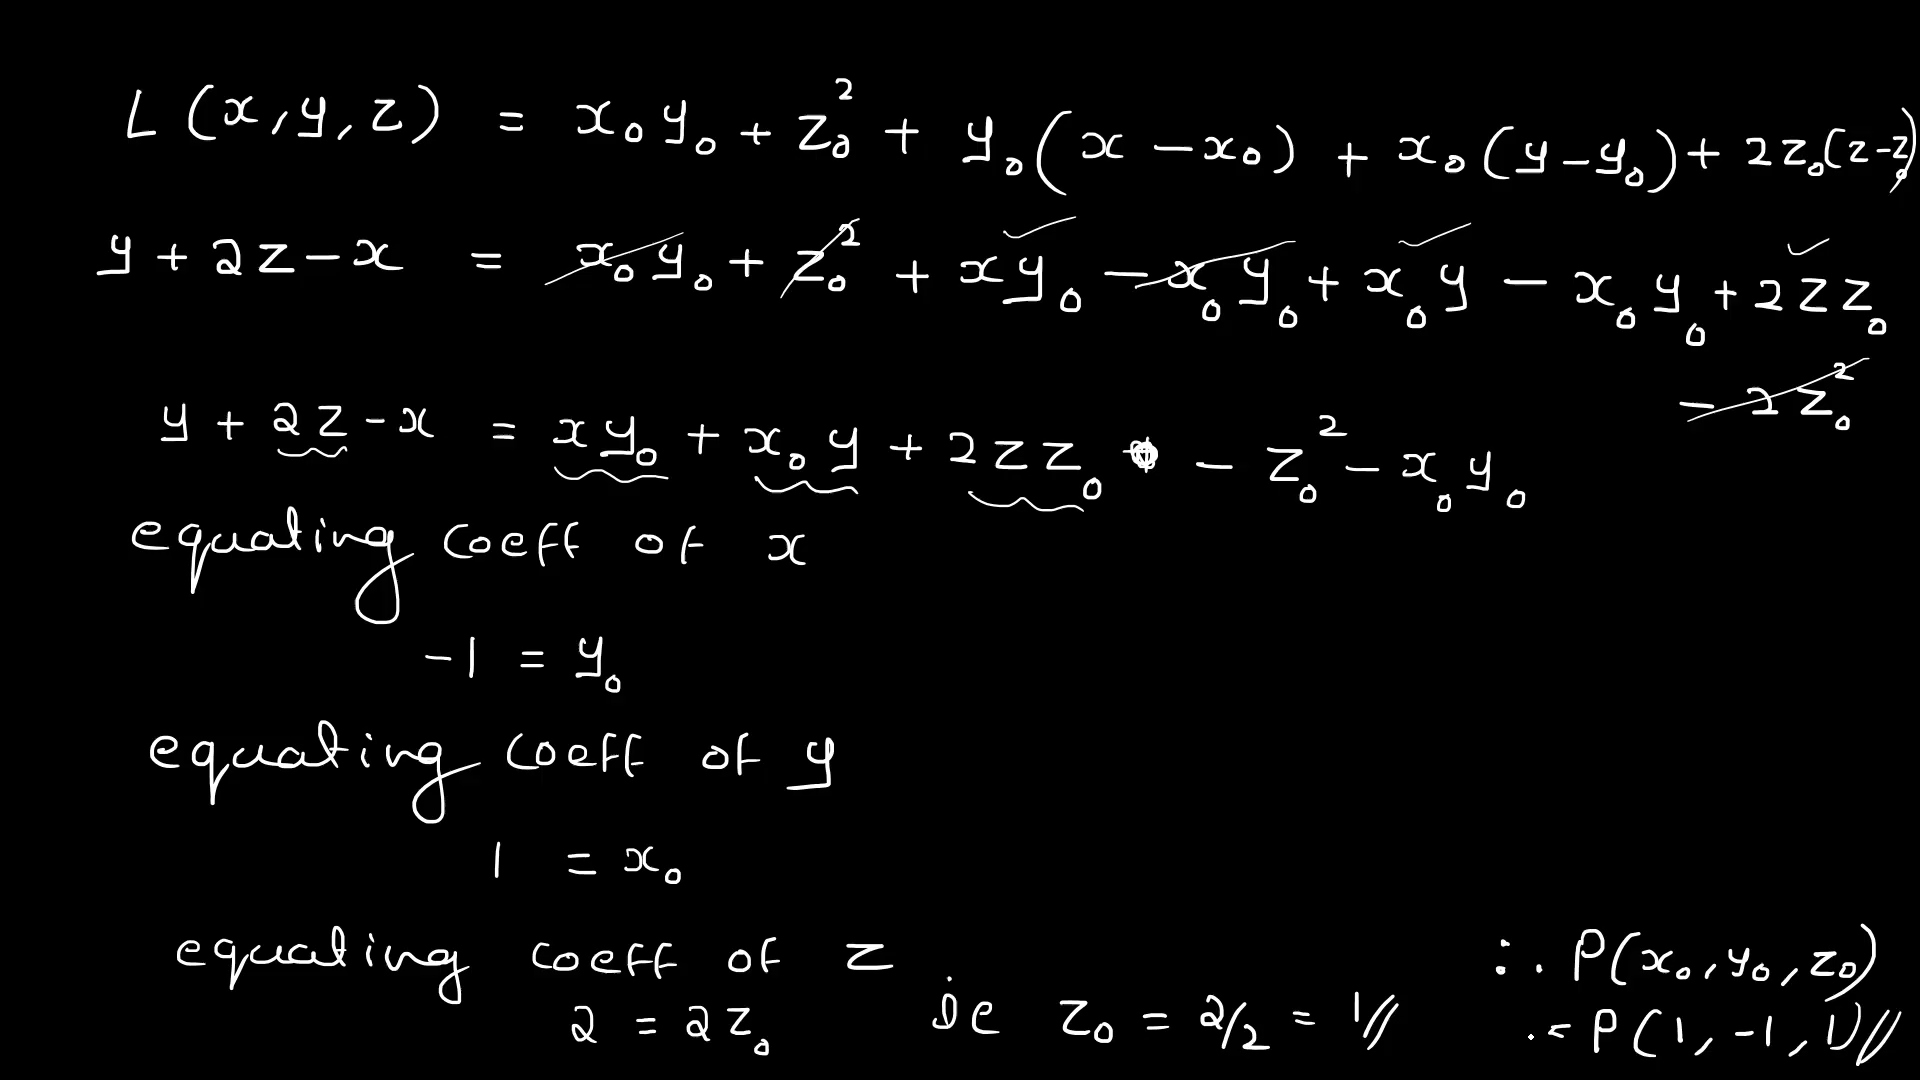 L (x, y, z) = x₀y₀ + z₀² + y₀(x − x₀) + x₀(y − y₀) + 2z₀(z − z₀)
y + 2z − x = x₀y₀ + z₀² + xy₀ − x₀y₀ + x₀y − x₀y₀ + 2zz₀
− 2z₀²
y + 2z − x = xy₀ + x₀y + 2zz₀ − z₀² − x₀y₀
equating coeff of x
−1 = y₀
equating coeff of y
1 = x₀
equating coeff of z
2 = 2z₀ ie z₀ = 2/2 = 1//
∴ P(x₀, y₀, z₀)
= P(1, −1, 1)//